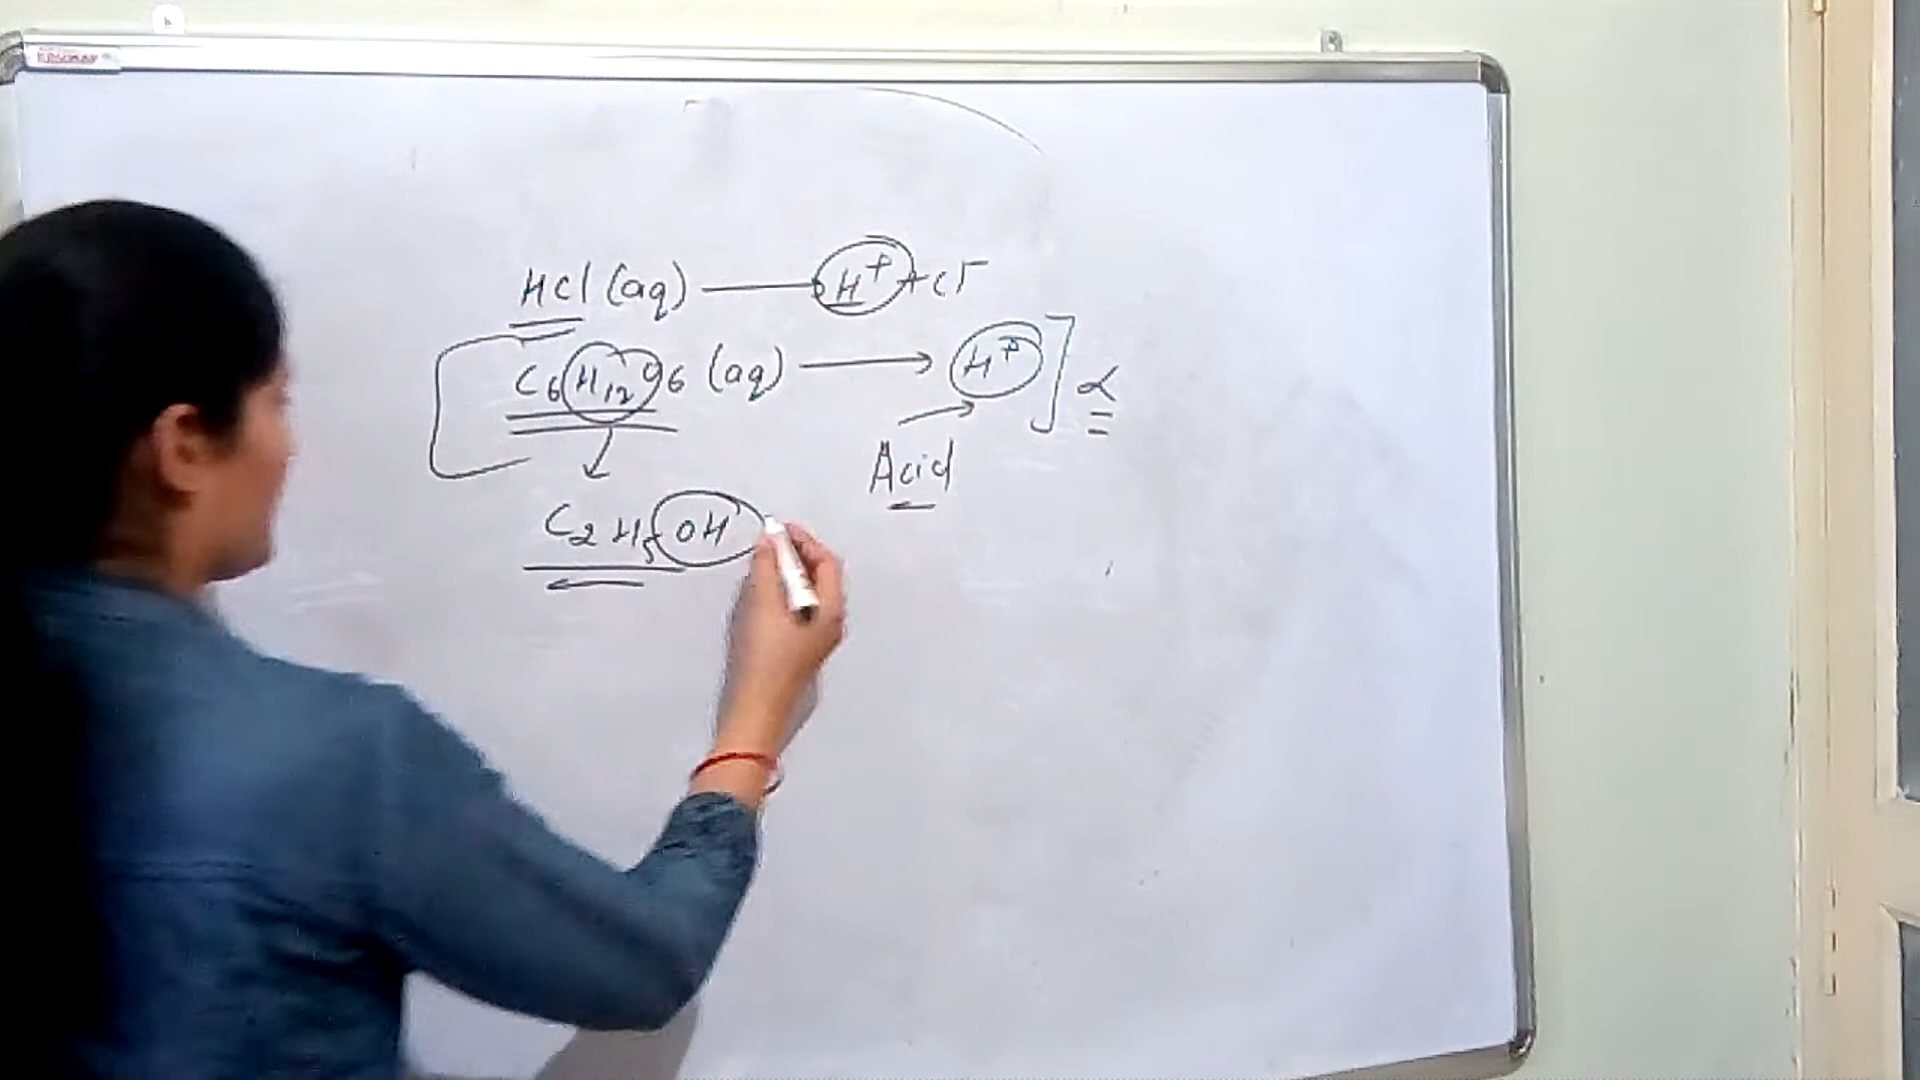 HCl (aq) → H⁺ + Cl⁻
C₆H₁₂O₆ (aq) → H⁺ ] α
Acid
C₂H₅OH